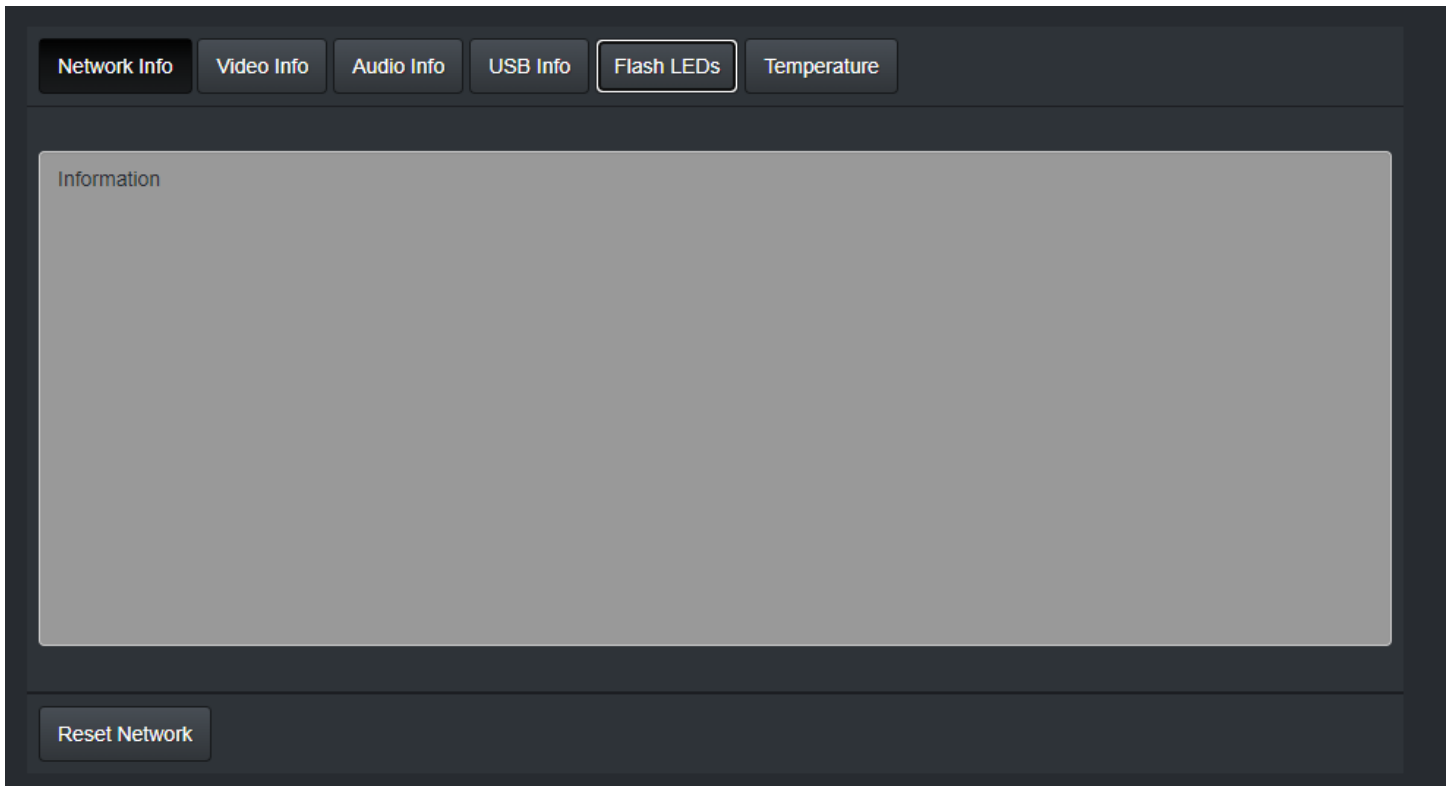 Network Info Video Info Audio Info USB Info Flash LEDs Temperature
Information
Reset Network